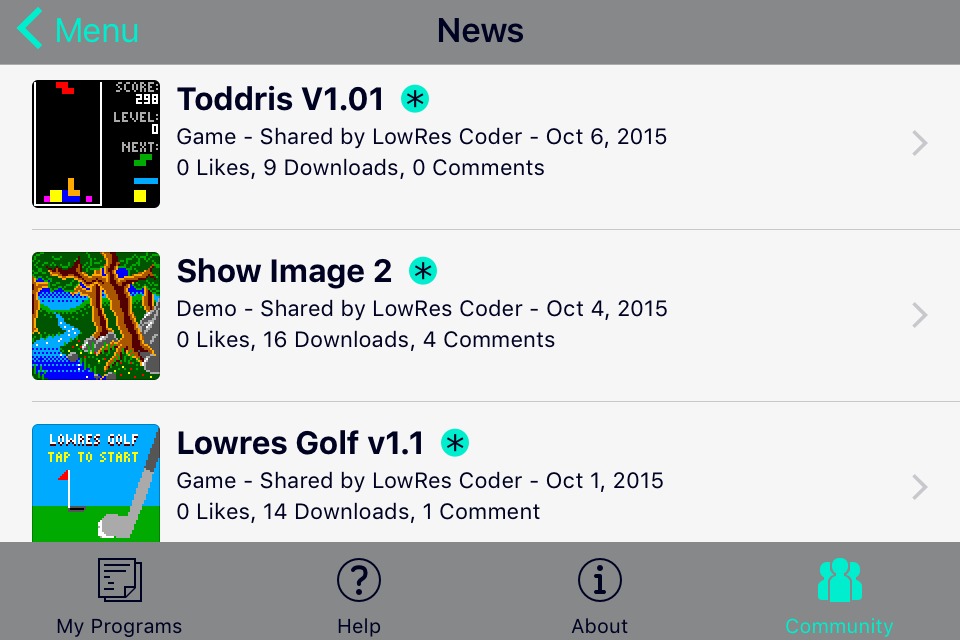 Menu
News
SCORE:
298
LEVEL:
0
NEXT:
Toddris V1.01
Game - Shared by LowRes Coder - Oct 6, 2015
0 Likes, 9 Downloads, 0 Comments
Show Image 2
Demo - Shared by LowRes Coder - Oct 4, 2015
0 Likes, 16 Downloads, 4 Comments
LOWRES GOLF
TAP TO START
Lowres Golf v1.1
Game - Shared by LowRes Coder - Oct 1, 2015
0 Likes, 14 Downloads, 1 Comment
My Programs
Help
About
Community